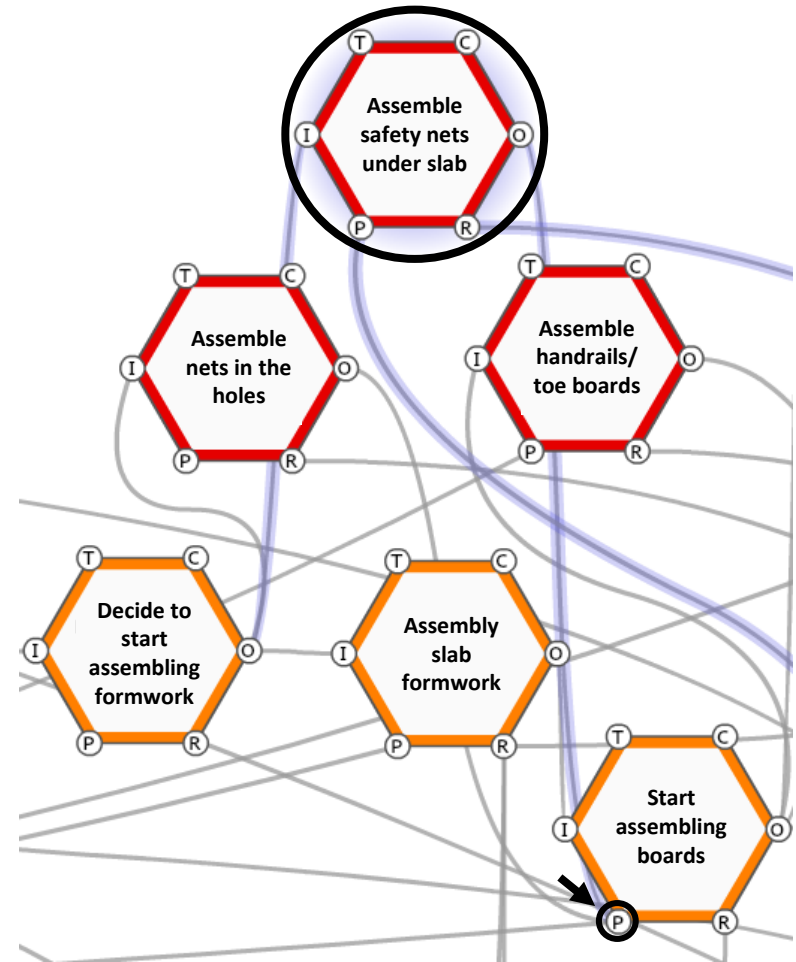 T C
Assemble
I safety nets O
under slab
P R
T C
Assemble
I nets in the O
holes
P R
T C
Assemble
I handrails/ O
toe boards
P R
T C
Decide to
start
I assembling O
formwork
P R
T C
Assembly
I slab O
formwork
P R
T C
Start
I assembling O
boards
P R